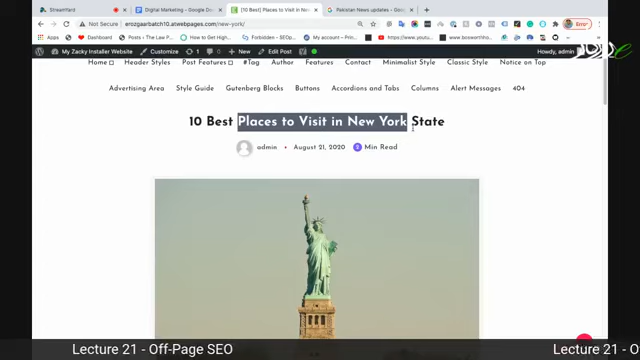 StreamYard
Digital Marketing - Google Do
[10 Best] Places to Visit in New
Pakistan News updates - Goo
Not Secure | erozgaarbatch10.atwebpages.com/new-york/
Error
Apps
Dashboard
Posts ‹ The Law P
How to Get High
Forbidden – SEOp
My account – Prim
https://www.youtu
www.bosworthho
My Zacky Installer Website
Customize
1
0
New
Edit Post
Howdy, admin
Home
Header Styles
Post Features
#Tag
Author
Features
Contact
Minimalist Style
Classic Style
Notice on Top
Advertising Area
Style Guide
Gutenberg Blocks
Buttons
Accordions and Tabs
Columns
Alert Messages
404
10 Best Places to Visit in New York State
admin • August 21, 2020 2 Min Read
Lecture 21 - Off-Page SEO
Lecture 21 - O